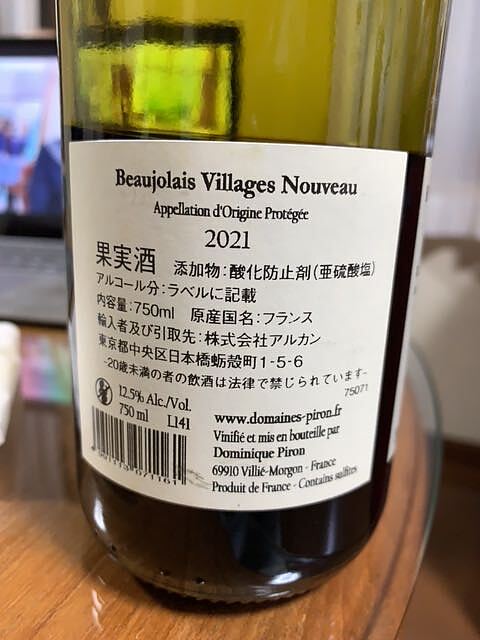 Beaujolais Villages Nouveau
Appellation d'Origine Protégée
2021
果実酒 添加物:酸化防止剤(亜硫酸塩)
アルコール分:ラベルに記載
内容量:750ml 原産国名:フランス
輸入者及び引取先:株式会社アルカン
東京都中央区日本橋蛎殻町1-5-6
-20歳未満の者の飲酒は法律で禁じられています-
75071
12.5% Alc./Vol.
750 ml L141
www.domaines-piron.fr
Vinifié et mis en bouteille par
Dominique Piron
69910 Villié-Morgon - France
Produit de France - Contains sulfites